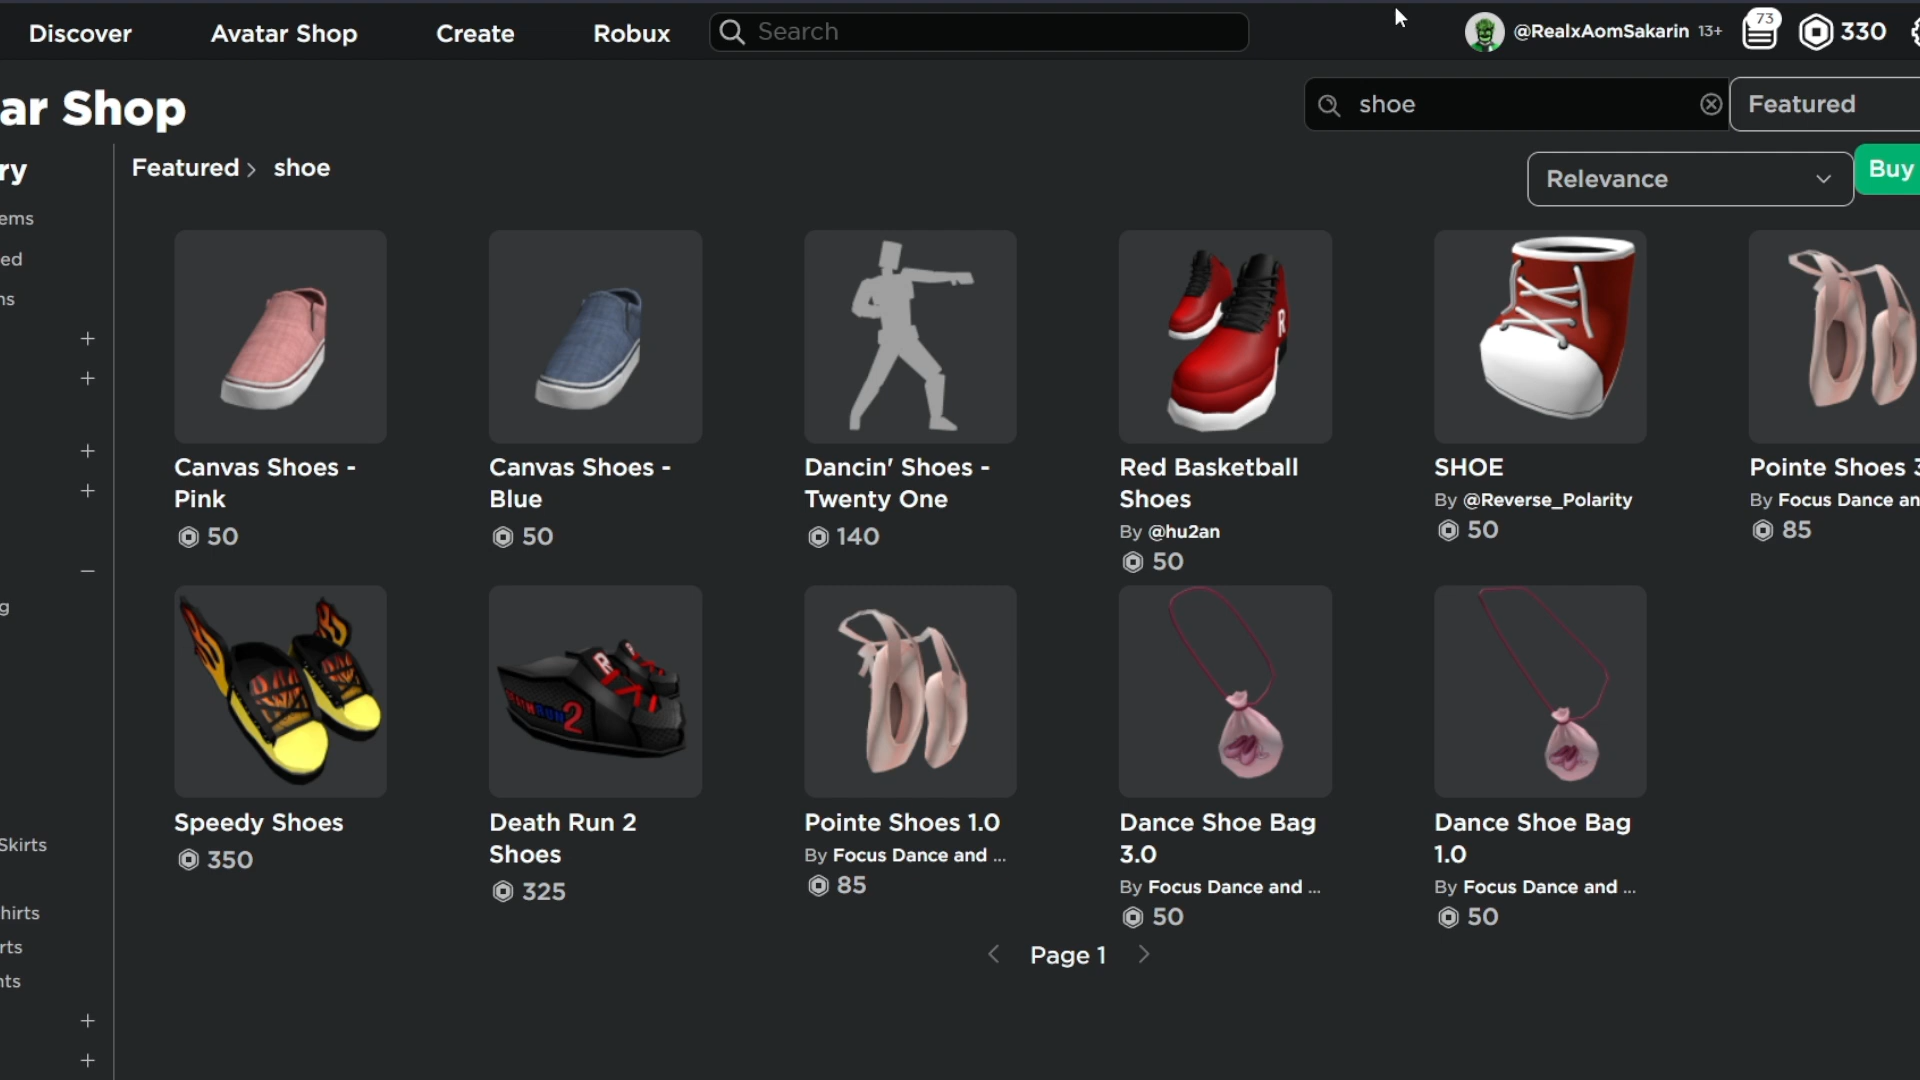 Discover
Avatar Shop
Create
Robux
Search
@RealxAomSakarin 13+
73
330
ar Shop
shoe
Featured
ry
Featured > shoe
Relevance
Buy
ems
ed
ns
g
Skirts
hirts
rts
nts
Canvas Shoes -
Pink
50
Canvas Shoes -
Blue
50
Dancin' Shoes -
Twenty One
140
Red Basketball
Shoes
By @hu2an
50
SHOE
By @Reverse_Polarity
50
Pointe Shoes 3
By Focus Dance an
85
Speedy Shoes
350
R
2
Death Run 2
Shoes
325
Pointe Shoes 1.0
By Focus Dance and ...
85
Dance Shoe Bag
3.0
By Focus Dance and ...
50
Dance Shoe Bag
1.0
By Focus Dance and ...
50
< Page 1 >